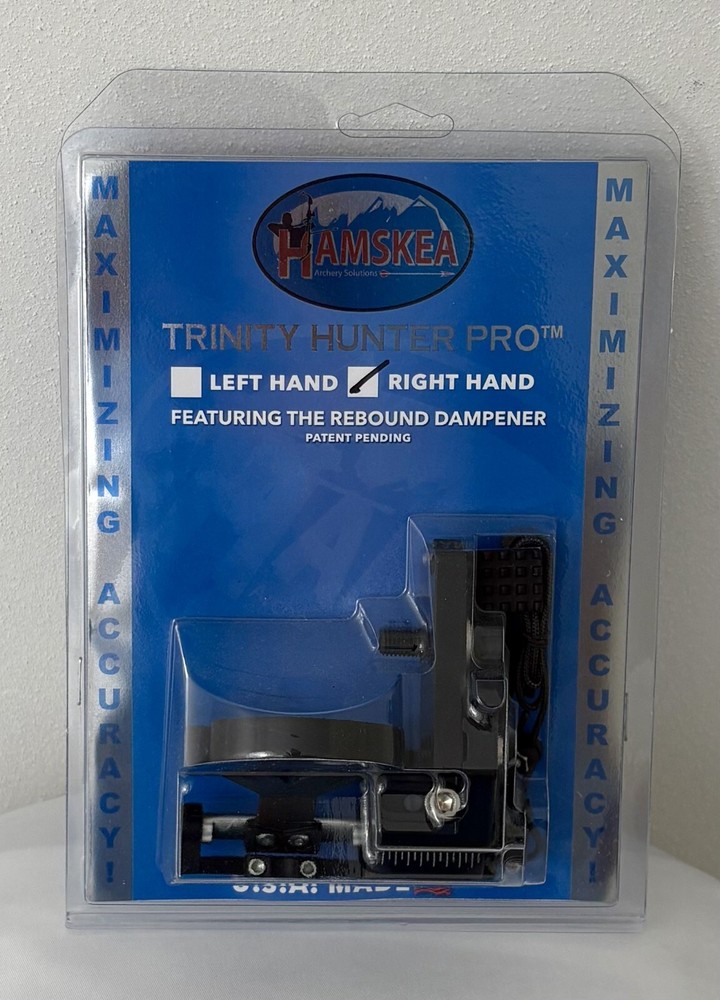 HAMSKEA
Archery Solutions
TRINITY HUNTER PRO™
LEFT HAND RIGHT HAND
FEATURING THE REBOUND DAMPENER
PATENT PENDING
MAXIMIZING ACCURACY!
MAXIMIZING ACCURACY!
U.S.A. MADE